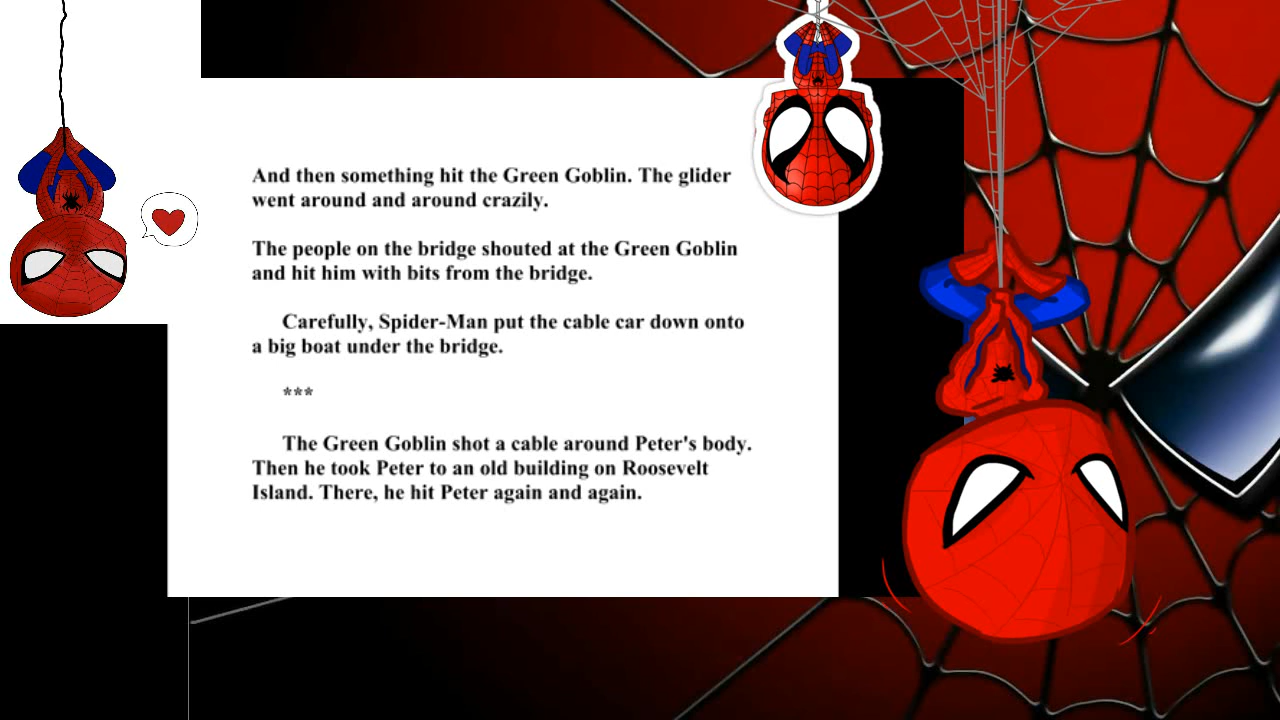 And then something hit the Green Goblin. The glider
went around and around crazily.
The people on the bridge shouted at the Green Goblin
and hit him with bits from the bridge.
Carefully, Spider-Man put the cable car down onto
a big boat under the bridge.
***
The Green Goblin shot a cable around Peter's body.
Then he took Peter to an old building on Roosevelt
Island. There, he hit Peter again and again.